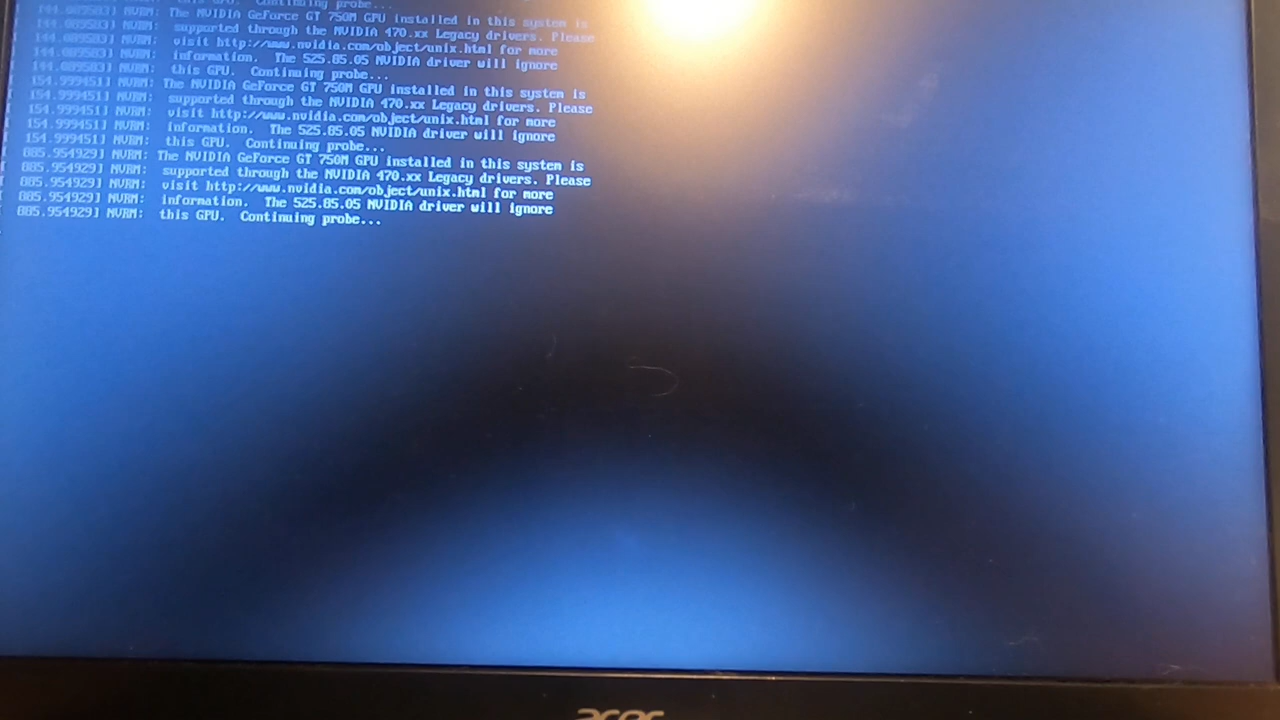 this GPU. Continuing probe...
144.089583] NVRM: The NVIDIA GeForce GT 750M GPU installed in this system is
144.089583] NVRM: supported through the NVIDIA 470.xx Legacy drivers. Please
144.089583] NVRM: visit http://www.nvidia.com/object/unix.html for more
144.089583] NVRM: information. The 525.85.05 NVIDIA driver will ignore
144.089583] NVRM: this GPU. Continuing probe...
154.999451] NVRM: The NVIDIA GeForce GT 750M GPU installed in this system is
154.999451] NVRM: supported through the NVIDIA 470.xx Legacy drivers. Please
154.999451] NVRM: visit http://www.nvidia.com/object/unix.html for more
154.999451] NVRM: information. The 525.85.05 NVIDIA driver will ignore
154.999451] NVRM: this GPU. Continuing probe...
885.954929] NVRM: The NVIDIA GeForce GT 750M GPU installed in this system is
885.954929] NVRM: supported through the NVIDIA 470.xx Legacy drivers. Please
885.954929] NVRM: visit http://www.nvidia.com/object/unix.html for more
885.954929] NVRM: information. The 525.85.05 NVIDIA driver will ignore
885.954929] NVRM: this GPU. Continuing probe...
acer